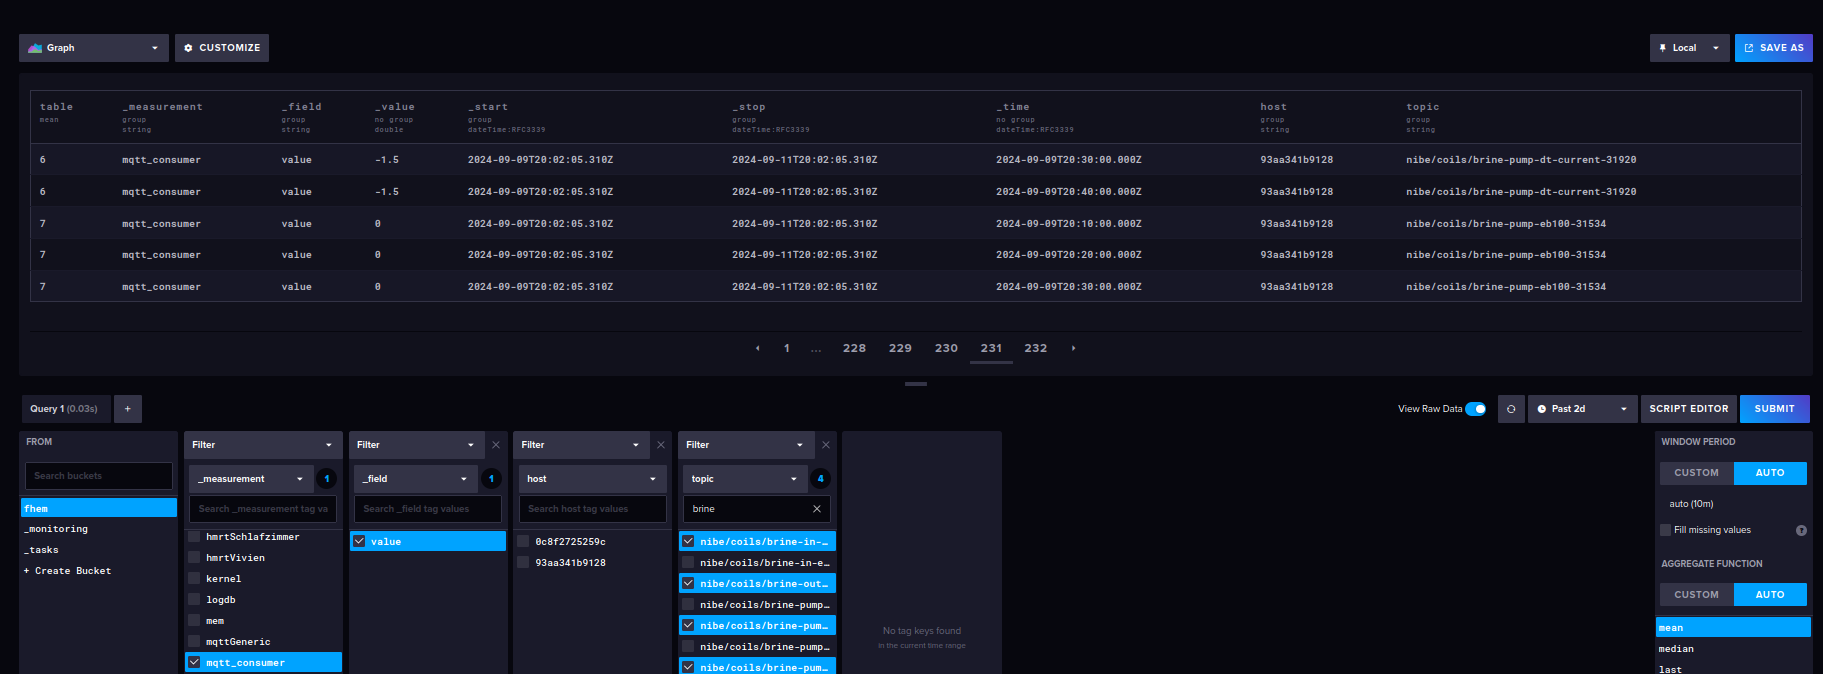 Graph
CUSTOMIZE
Local
SAVE AS
table _measurement _field _value _start _stop _time host topic
mean group group no group group group no group group group
string string double dateTime:RFC3339 dateTime:RFC3339 dateTime:RFC3339 string string
6 mqtt_consumer value -1.5 2024-09-09T20:02:05.310Z 2024-09-11T20:02:05.310Z 2024-09-09T20:30:00.000Z 93aa341b9128 nibe/coils/brine-pump-dt-current-31920
6 mqtt_consumer value -1.5 2024-09-09T20:02:05.310Z 2024-09-11T20:02:05.310Z 2024-09-09T20:40:00.000Z 93aa341b9128 nibe/coils/brine-pump-dt-current-31920
7 mqtt_consumer value 0 2024-09-09T20:02:05.310Z 2024-09-11T20:02:05.310Z 2024-09-09T20:10:00.000Z 93aa341b9128 nibe/coils/brine-pump-eb100-31534
7 mqtt_consumer value 0 2024-09-09T20:02:05.310Z 2024-09-11T20:02:05.310Z 2024-09-09T20:20:00.000Z 93aa341b9128 nibe/coils/brine-pump-eb100-31534
7 mqtt_consumer value 0 2024-09-09T20:02:05.310Z 2024-09-11T20:02:05.310Z 2024-09-09T20:30:00.000Z 93aa341b9128 nibe/coils/brine-pump-eb100-31534
1 ... 228 229 230 231 232
Query 1 (0.03s)
+
View Raw Data
Past 2d
SCRIPT EDITOR
SUBMIT
FROM
Search buckets
fhem
_monitoring
_tasks
+ Create Bucket
Filter
_measurement 1
Search _measurement tag va
hmrtSchlafzimmer
hmrtVivien
kernel
logdb
mem
mqttGeneric
mqtt_consumer
Filter
_field 1
Search _field tag values
value
Filter
host
Search host tag values
0c8f2725259c
93aa341b9128
Filter
topic 4
brine
nibe/coils/brine-in-...
nibe/coils/brine-in-e...
nibe/coils/brine-out...
nibe/coils/brine-pump...
nibe/coils/brine-pum...
nibe/coils/brine-pump...
nibe/coils/brine-pum...
No tag keys found
in the current time range
WINDOW PERIOD
CUSTOM AUTO
auto (10m)
Fill missing values
?
AGGREGATE FUNCTION
CUSTOM AUTO
mean
median
last